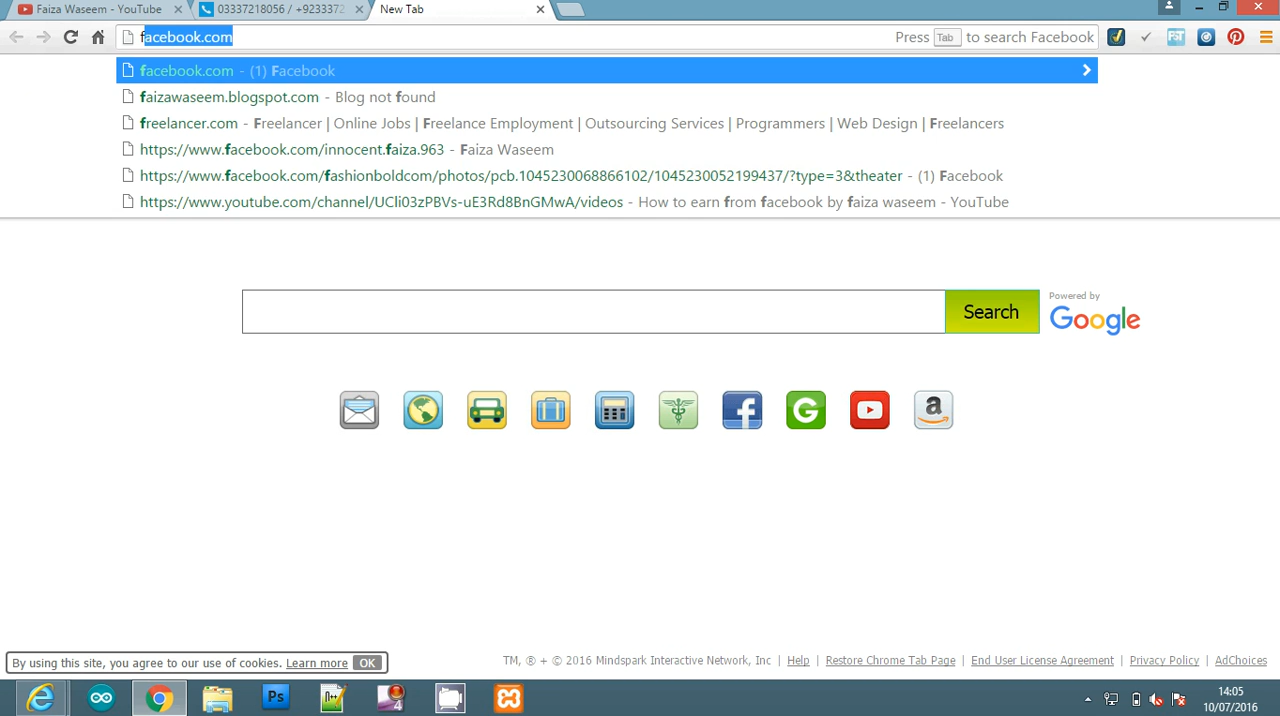 Faiza Waseem - YouTube
03337218056 / +9233372
New Tab
facebook.com
Press Tab to search Facebook
facebook.com - (1) Facebook
faizawaseem.blogspot.com - Blog not found
freelancer.com - Freelancer | Online Jobs | Freelance Employment | Outsourcing Services | Programmers | Web Design | Freelancers
https://www.facebook.com/innocent.faiza.963 - Faiza Waseem
https://www.facebook.com/fashionboldcom/photos/pcb.1045230068866102/1045230052199437/?type=3&theater - (1) Facebook
https://www.youtube.com/channel/UCli03zPBVs-uE3Rd8BnGMwA/videos - How to earn from facebook by faiza waseem - YouTube
Search
Powered by
Google
By using this site, you agree to our use of cookies. Learn more OK
TM, ® + © 2016 Mindspark Interactive Network, Inc | Help | Restore Chrome Tab Page | End User License Agreement | Privacy Policy | AdChoices
Ps
14:05
10/07/2016